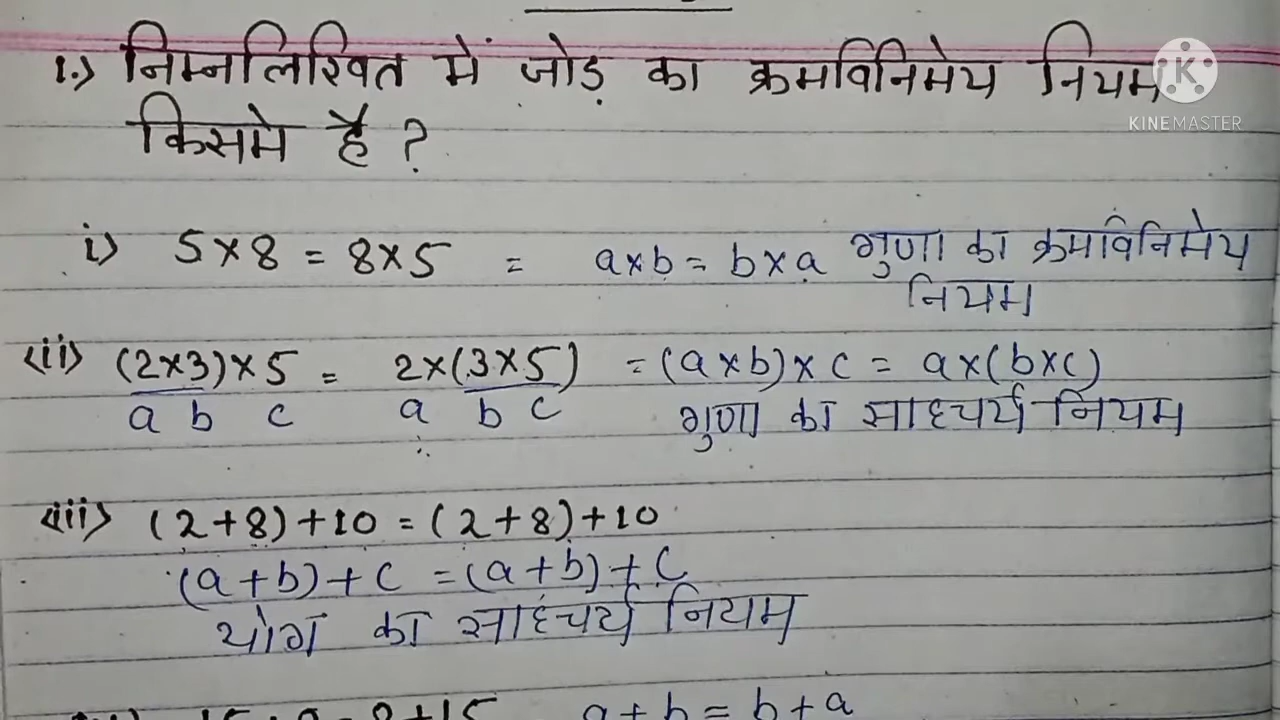 1.) निम्नलिखित में जोड़ का क्रमविनिमेय नियम
किसमे है ?
i) 5×8 = 8×5 = a×b = b×a गुणा का क्रमविनिमेय
नियम
(ii) (2×3)×5 = 2×(3×5) = (a×b)×c = a×(b×c)
a b c a b c गुणा का साहचर्य नियम
(iii) (2+8)+10 = (2+8)+10
(a+b)+c = (a+b)+c
योग का साहचर्य नियम
a+b = b+a
K
KINEMASTER